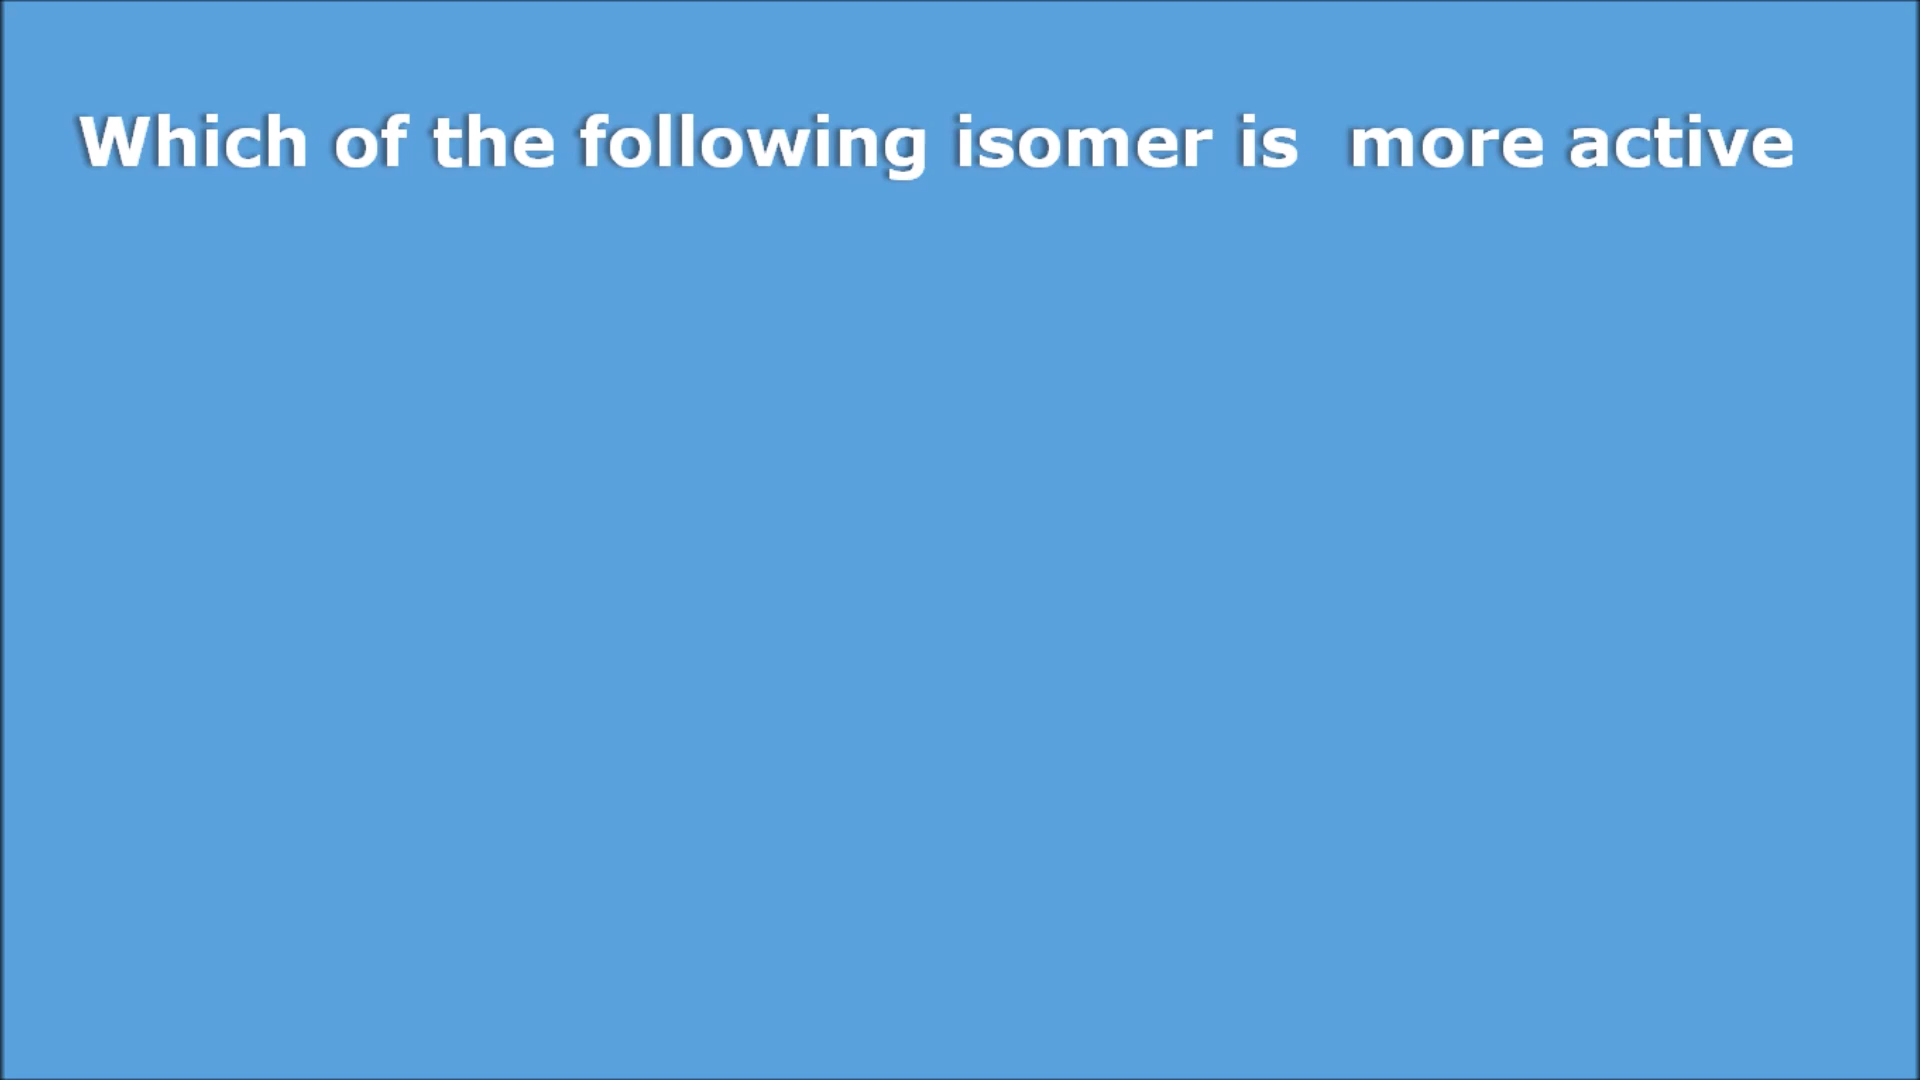 Which of the following isomer is  more active